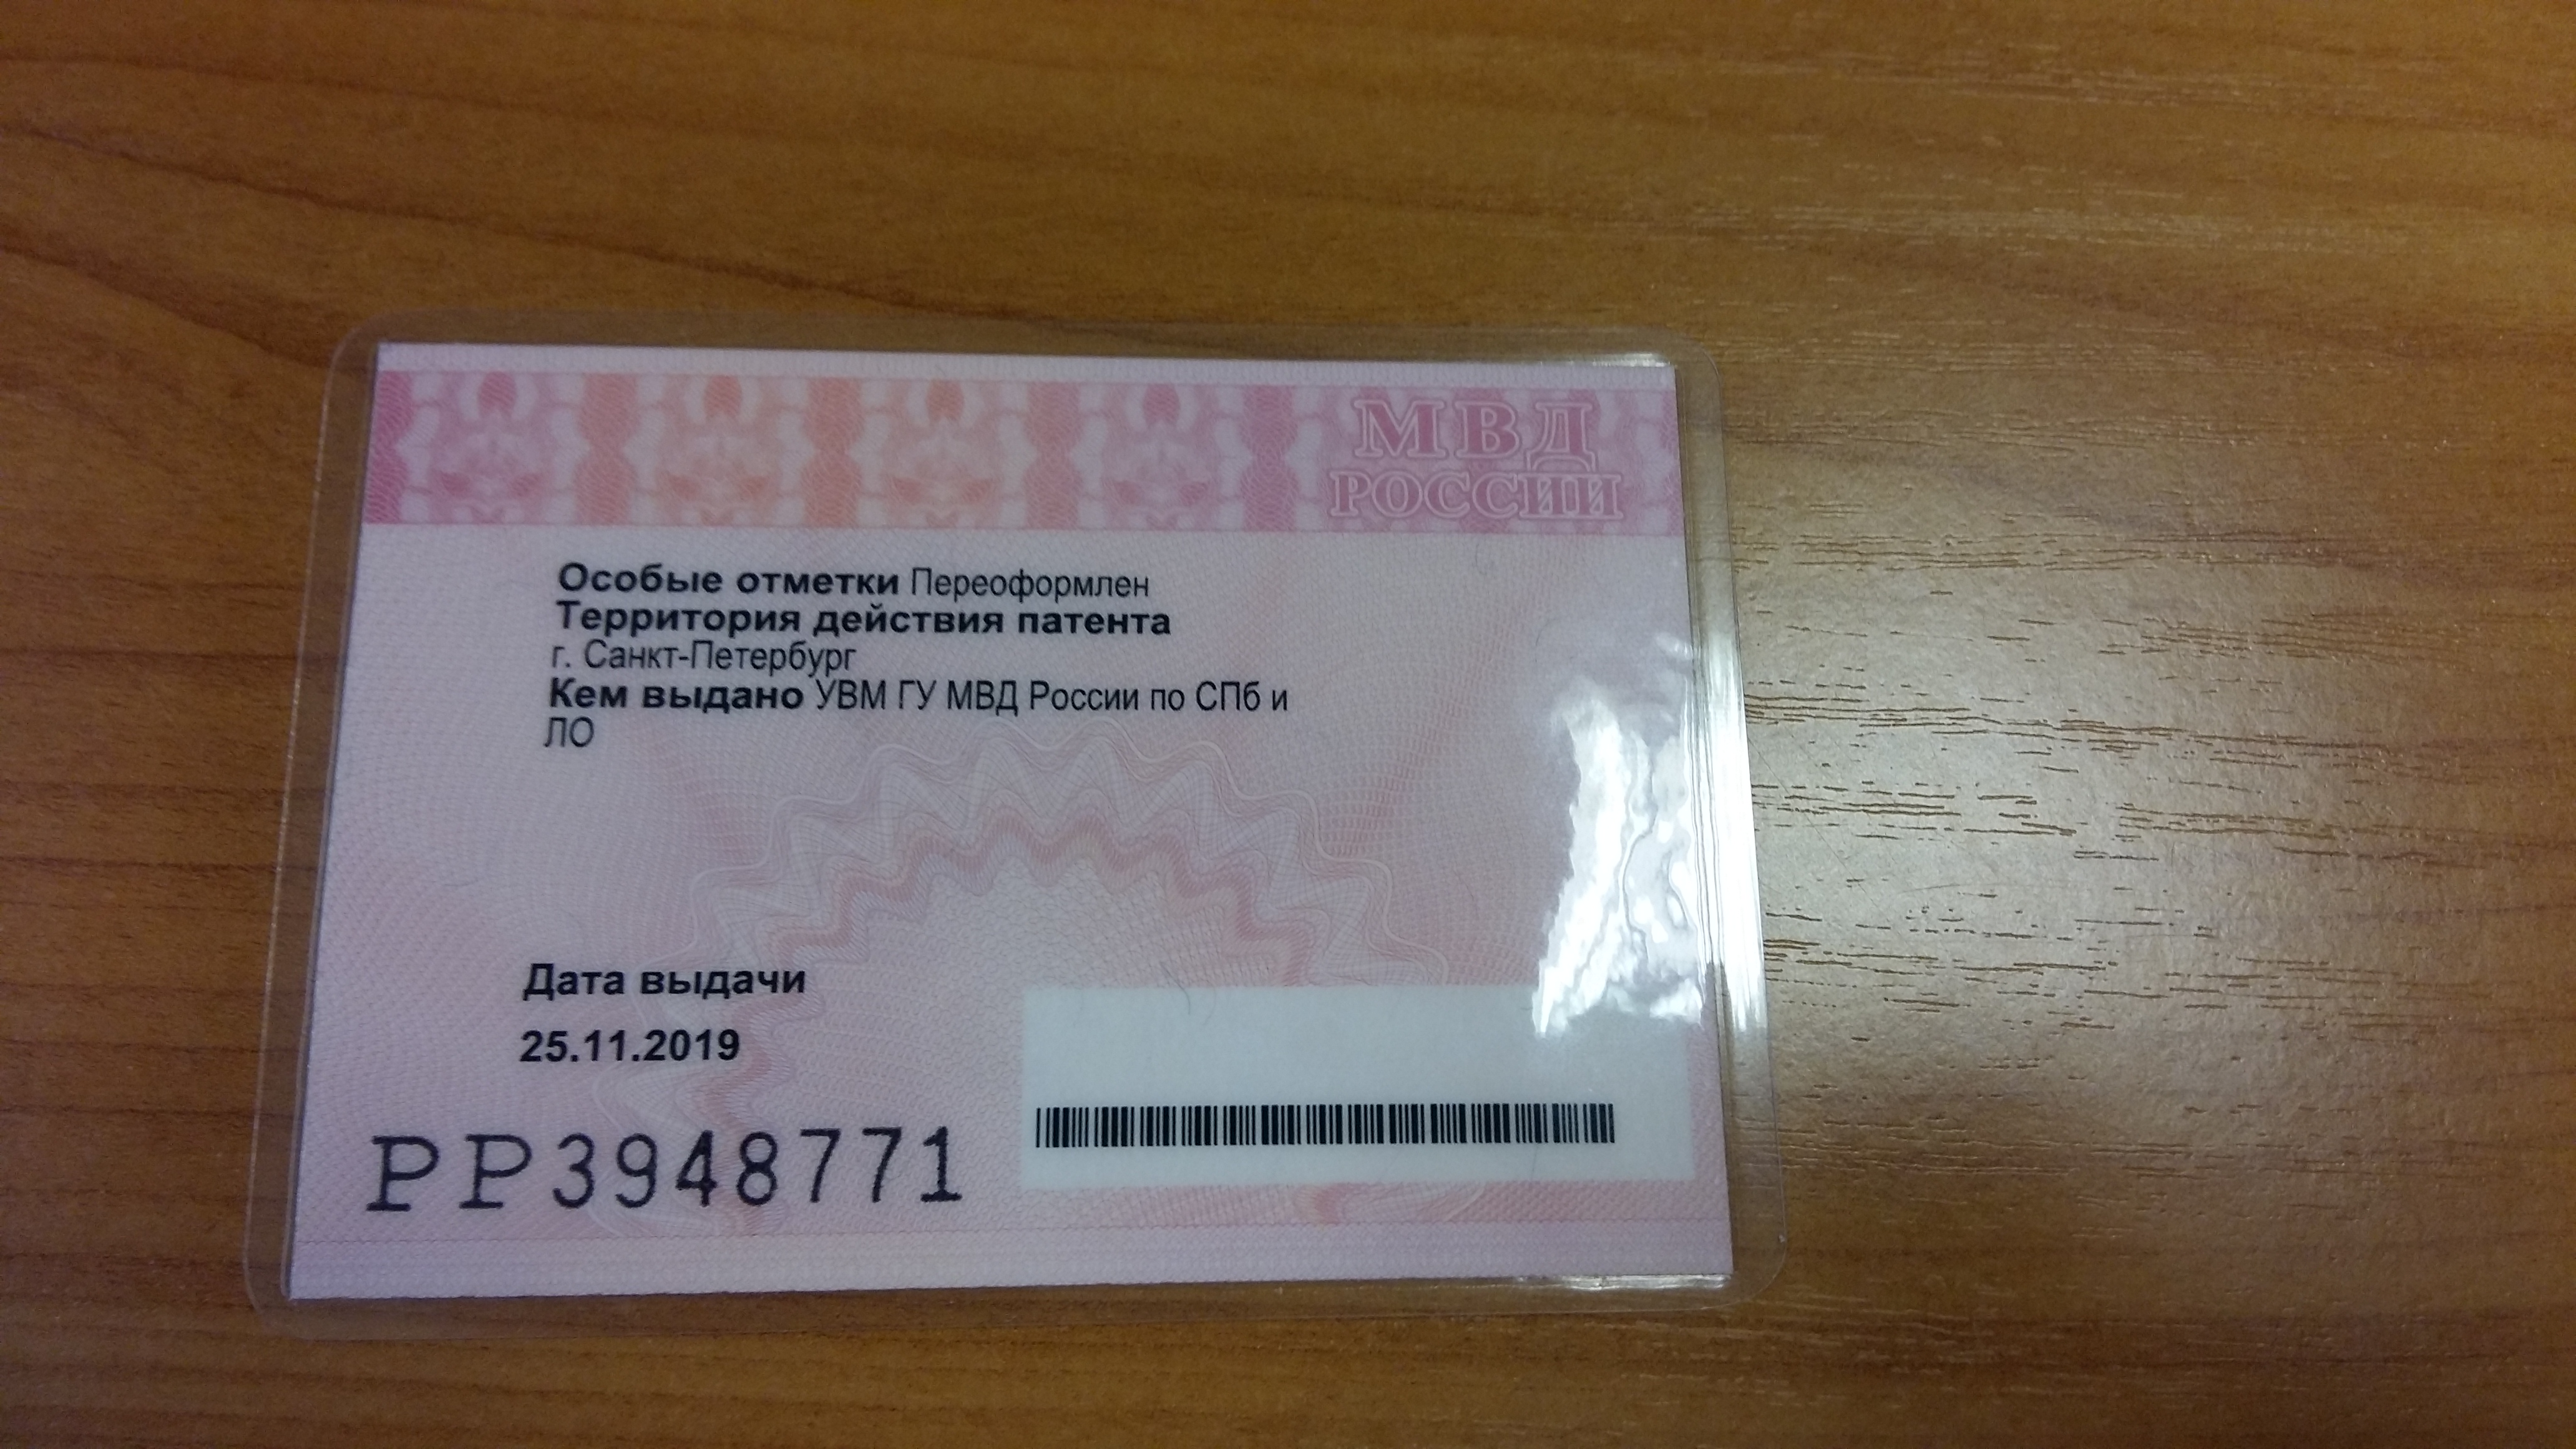 МВД
РОССИИ
Особые отметки Переоформлен
Территория действия патента
г. Санкт-Петербург
Кем выдано УВМ ГУ МВД России по СПб и
ЛО
Дата выдачи
25.11.2019
РР3948771